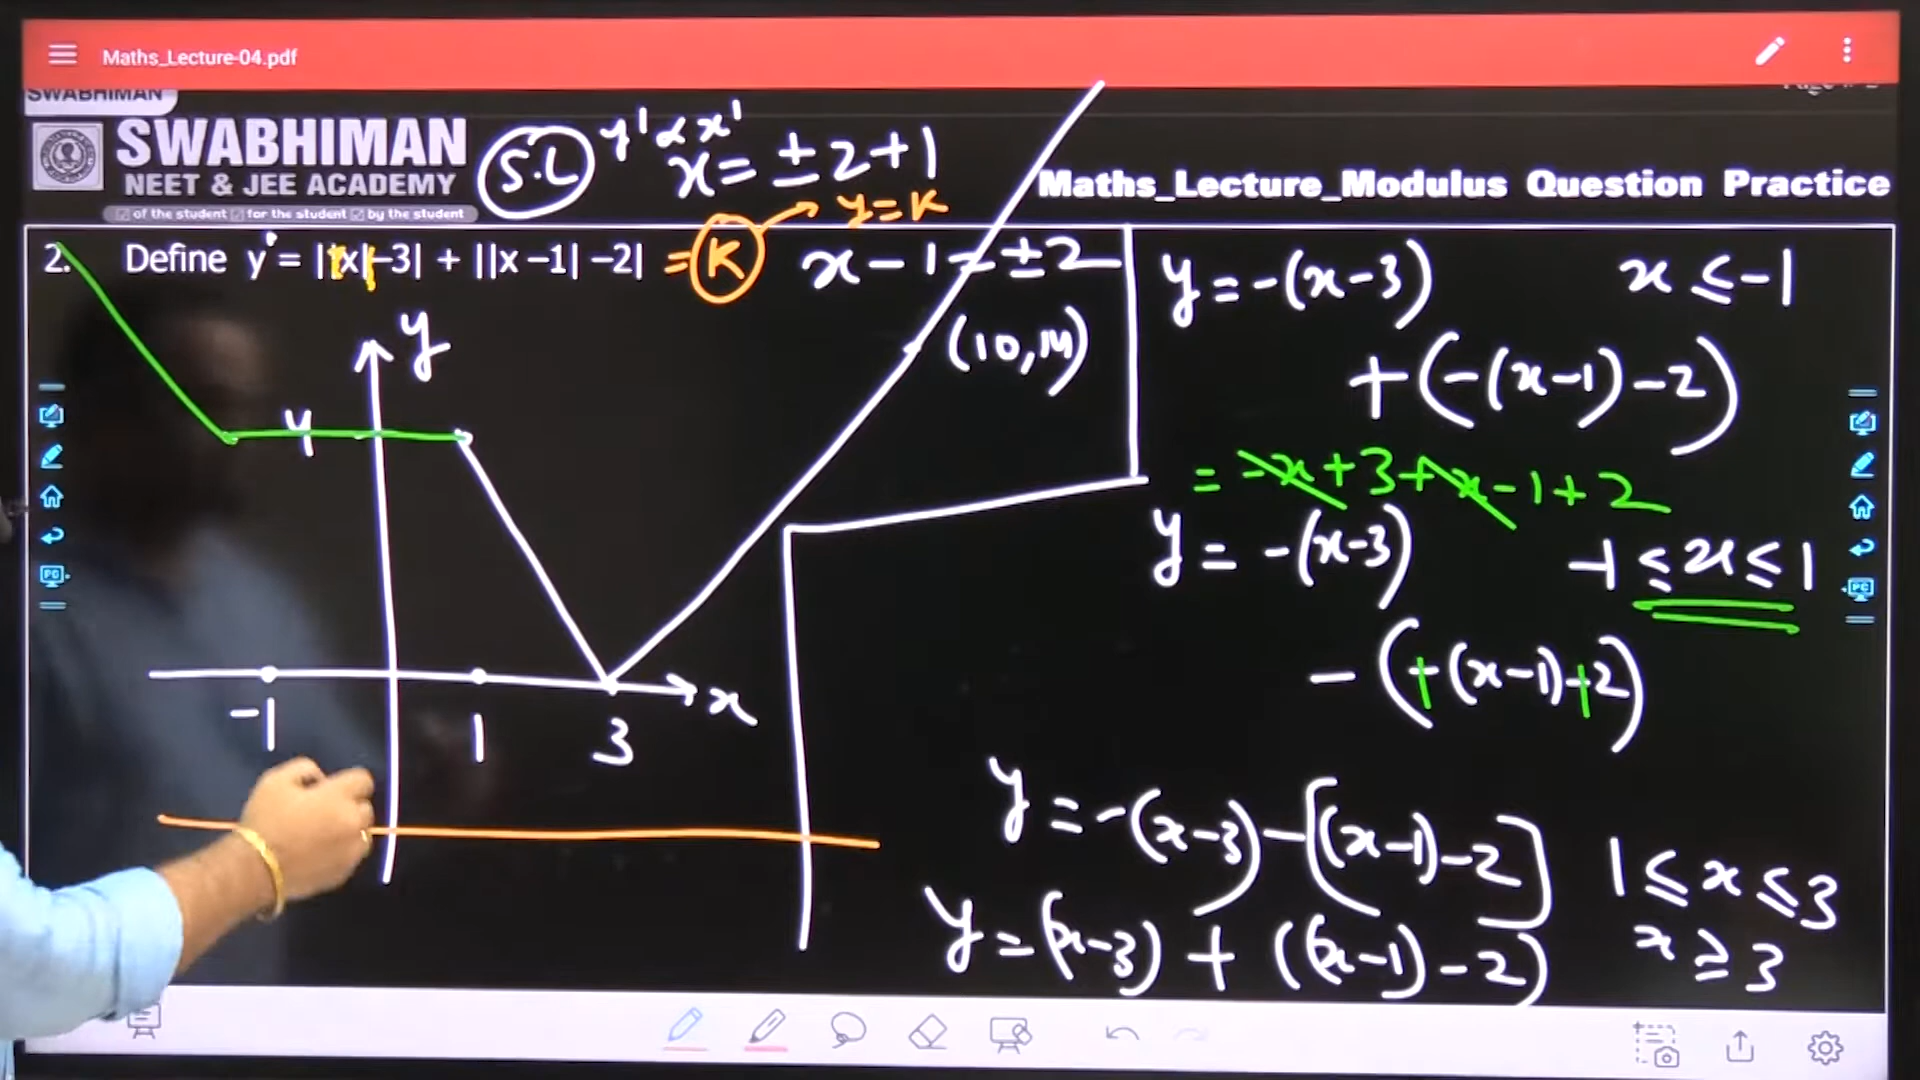 Maths_Lecture-04.pdf
SWABHIMAN
SWABHIMAN
NEET & JEE ACADEMY
of the student for the student by the student
S.L
y' < x'
x = ± 2 + 1
Maths_Lecture_Modulus Question Practice
y = K
2. Define y = ||x|-3| + ||x-1|-2| = K
x - 1 = ± 2
(10, 14)
y
4
-1
1
3
x
y = -(x-3) x ≤ -1
+(-(x-1)-2)
= -x+3+x-1+2
y = -(x-3) -1 ≤ x ≤ 1
-(+(x-1)+2)
y = -(x-3)-[(x-1)-2] 1 ≤ x ≤ 3
y = (x-3) + ((x-1)-2) x ≥ 3